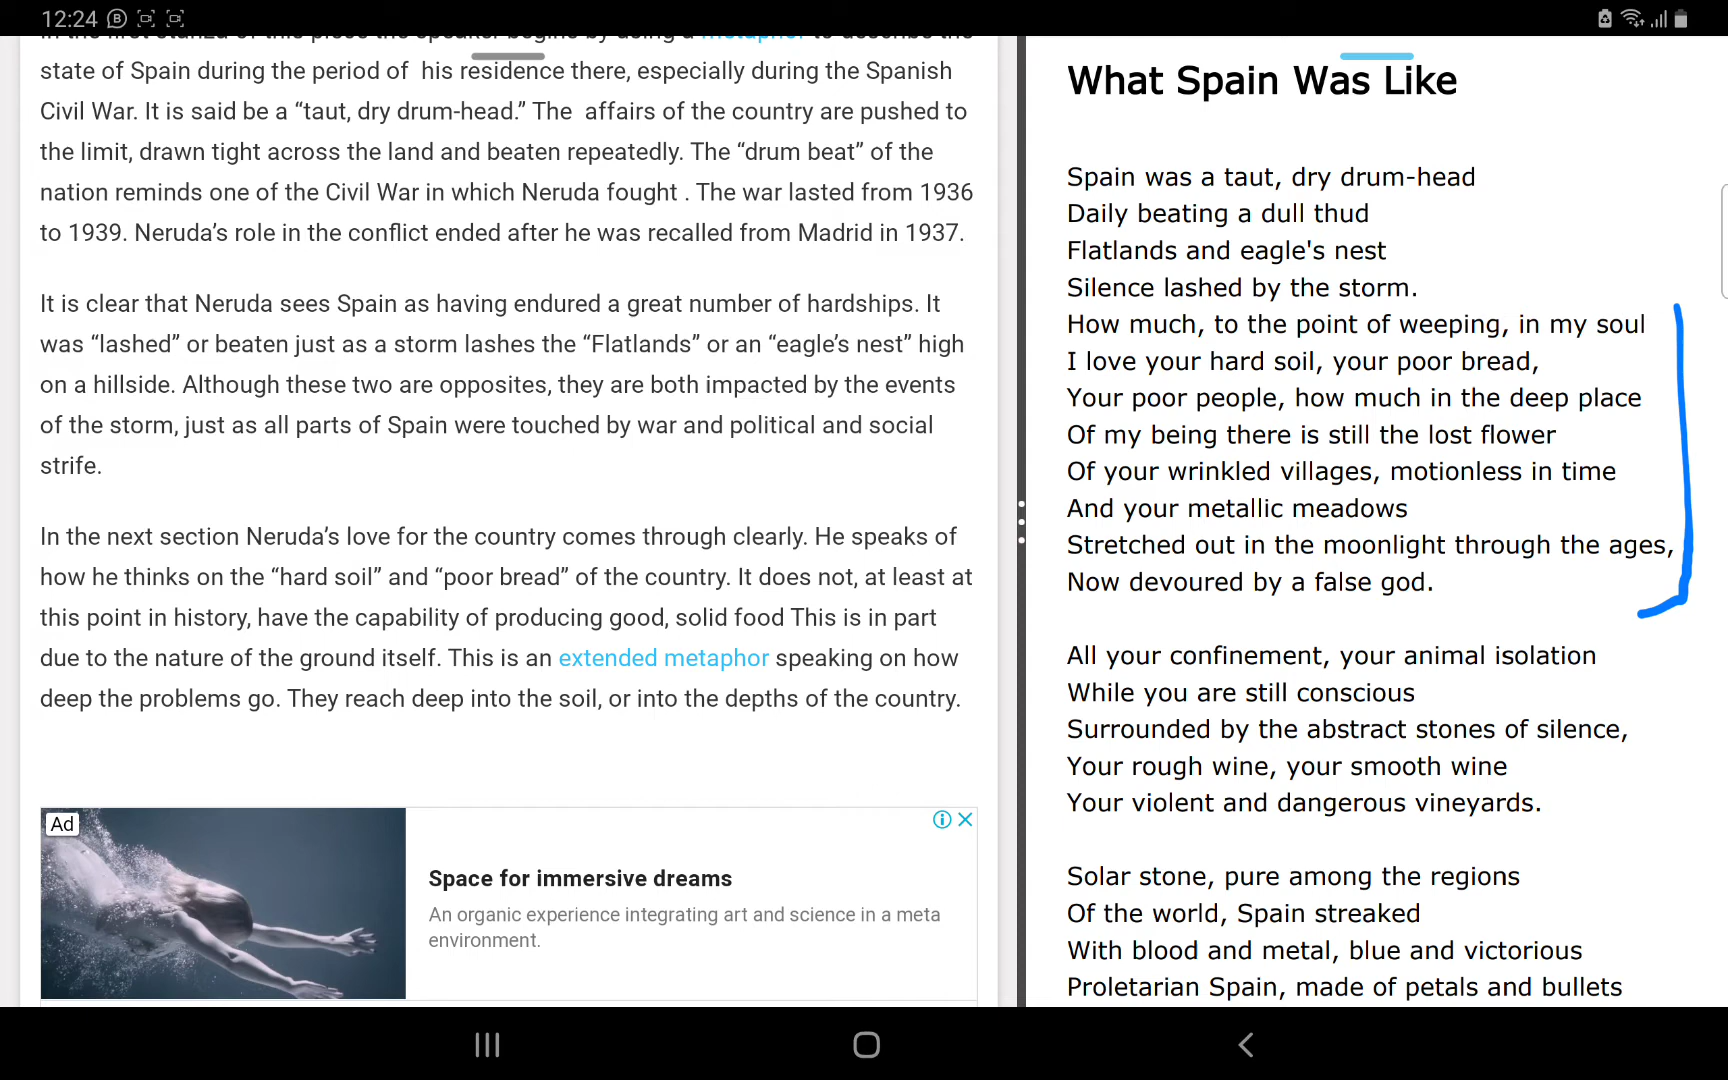 12:24
In the first stanza of this piece the speaker begins by using a metaphor to describe the
state of Spain during the period of  his residence there, especially during the Spanish
Civil War. It is said be a “taut, dry drum-head.” The  affairs of the country are pushed to
the limit, drawn tight across the land and beaten repeatedly. The “drum beat” of the
nation reminds one of the Civil War in which Neruda fought . The war lasted from 1936
to 1939. Neruda’s role in the conflict ended after he was recalled from Madrid in 1937.
It is clear that Neruda sees Spain as having endured a great number of hardships. It
was “lashed” or beaten just as a storm lashes the “Flatlands” or an “eagle’s nest” high
on a hillside. Although these two are opposites, they are both impacted by the events
of the storm, just as all parts of Spain were touched by war and political and social
strife.
In the next section Neruda’s love for the country comes through clearly. He speaks of
how he thinks on the “hard soil” and “poor bread” of the country. It does not, at least at
this point in history, have the capability of producing good, solid food This is in part
due to the nature of the ground itself. This is an extended metaphor speaking on how
deep the problems go. They reach deep into the soil, or into the depths of the country.
Ad
Space for immersive dreams
An organic experience integrating art and science in a meta
environment.
What Spain Was Like
Spain was a taut, dry drum-head
Daily beating a dull thud
Flatlands and eagle's nest
Silence lashed by the storm.
How much, to the point of weeping, in my soul
I love your hard soil, your poor bread,
Your poor people, how much in the deep place
Of my being there is still the lost flower
Of your wrinkled villages, motionless in time
And your metallic meadows
Stretched out in the moonlight through the ages,
Now devoured by a false god.
All your confinement, your animal isolation
While you are still conscious
Surrounded by the abstract stones of silence,
Your rough wine, your smooth wine
Your violent and dangerous vineyards.
Solar stone, pure among the regions
Of the world, Spain streaked
With blood and metal, blue and victorious
Proletarian Spain, made of petals and bullets